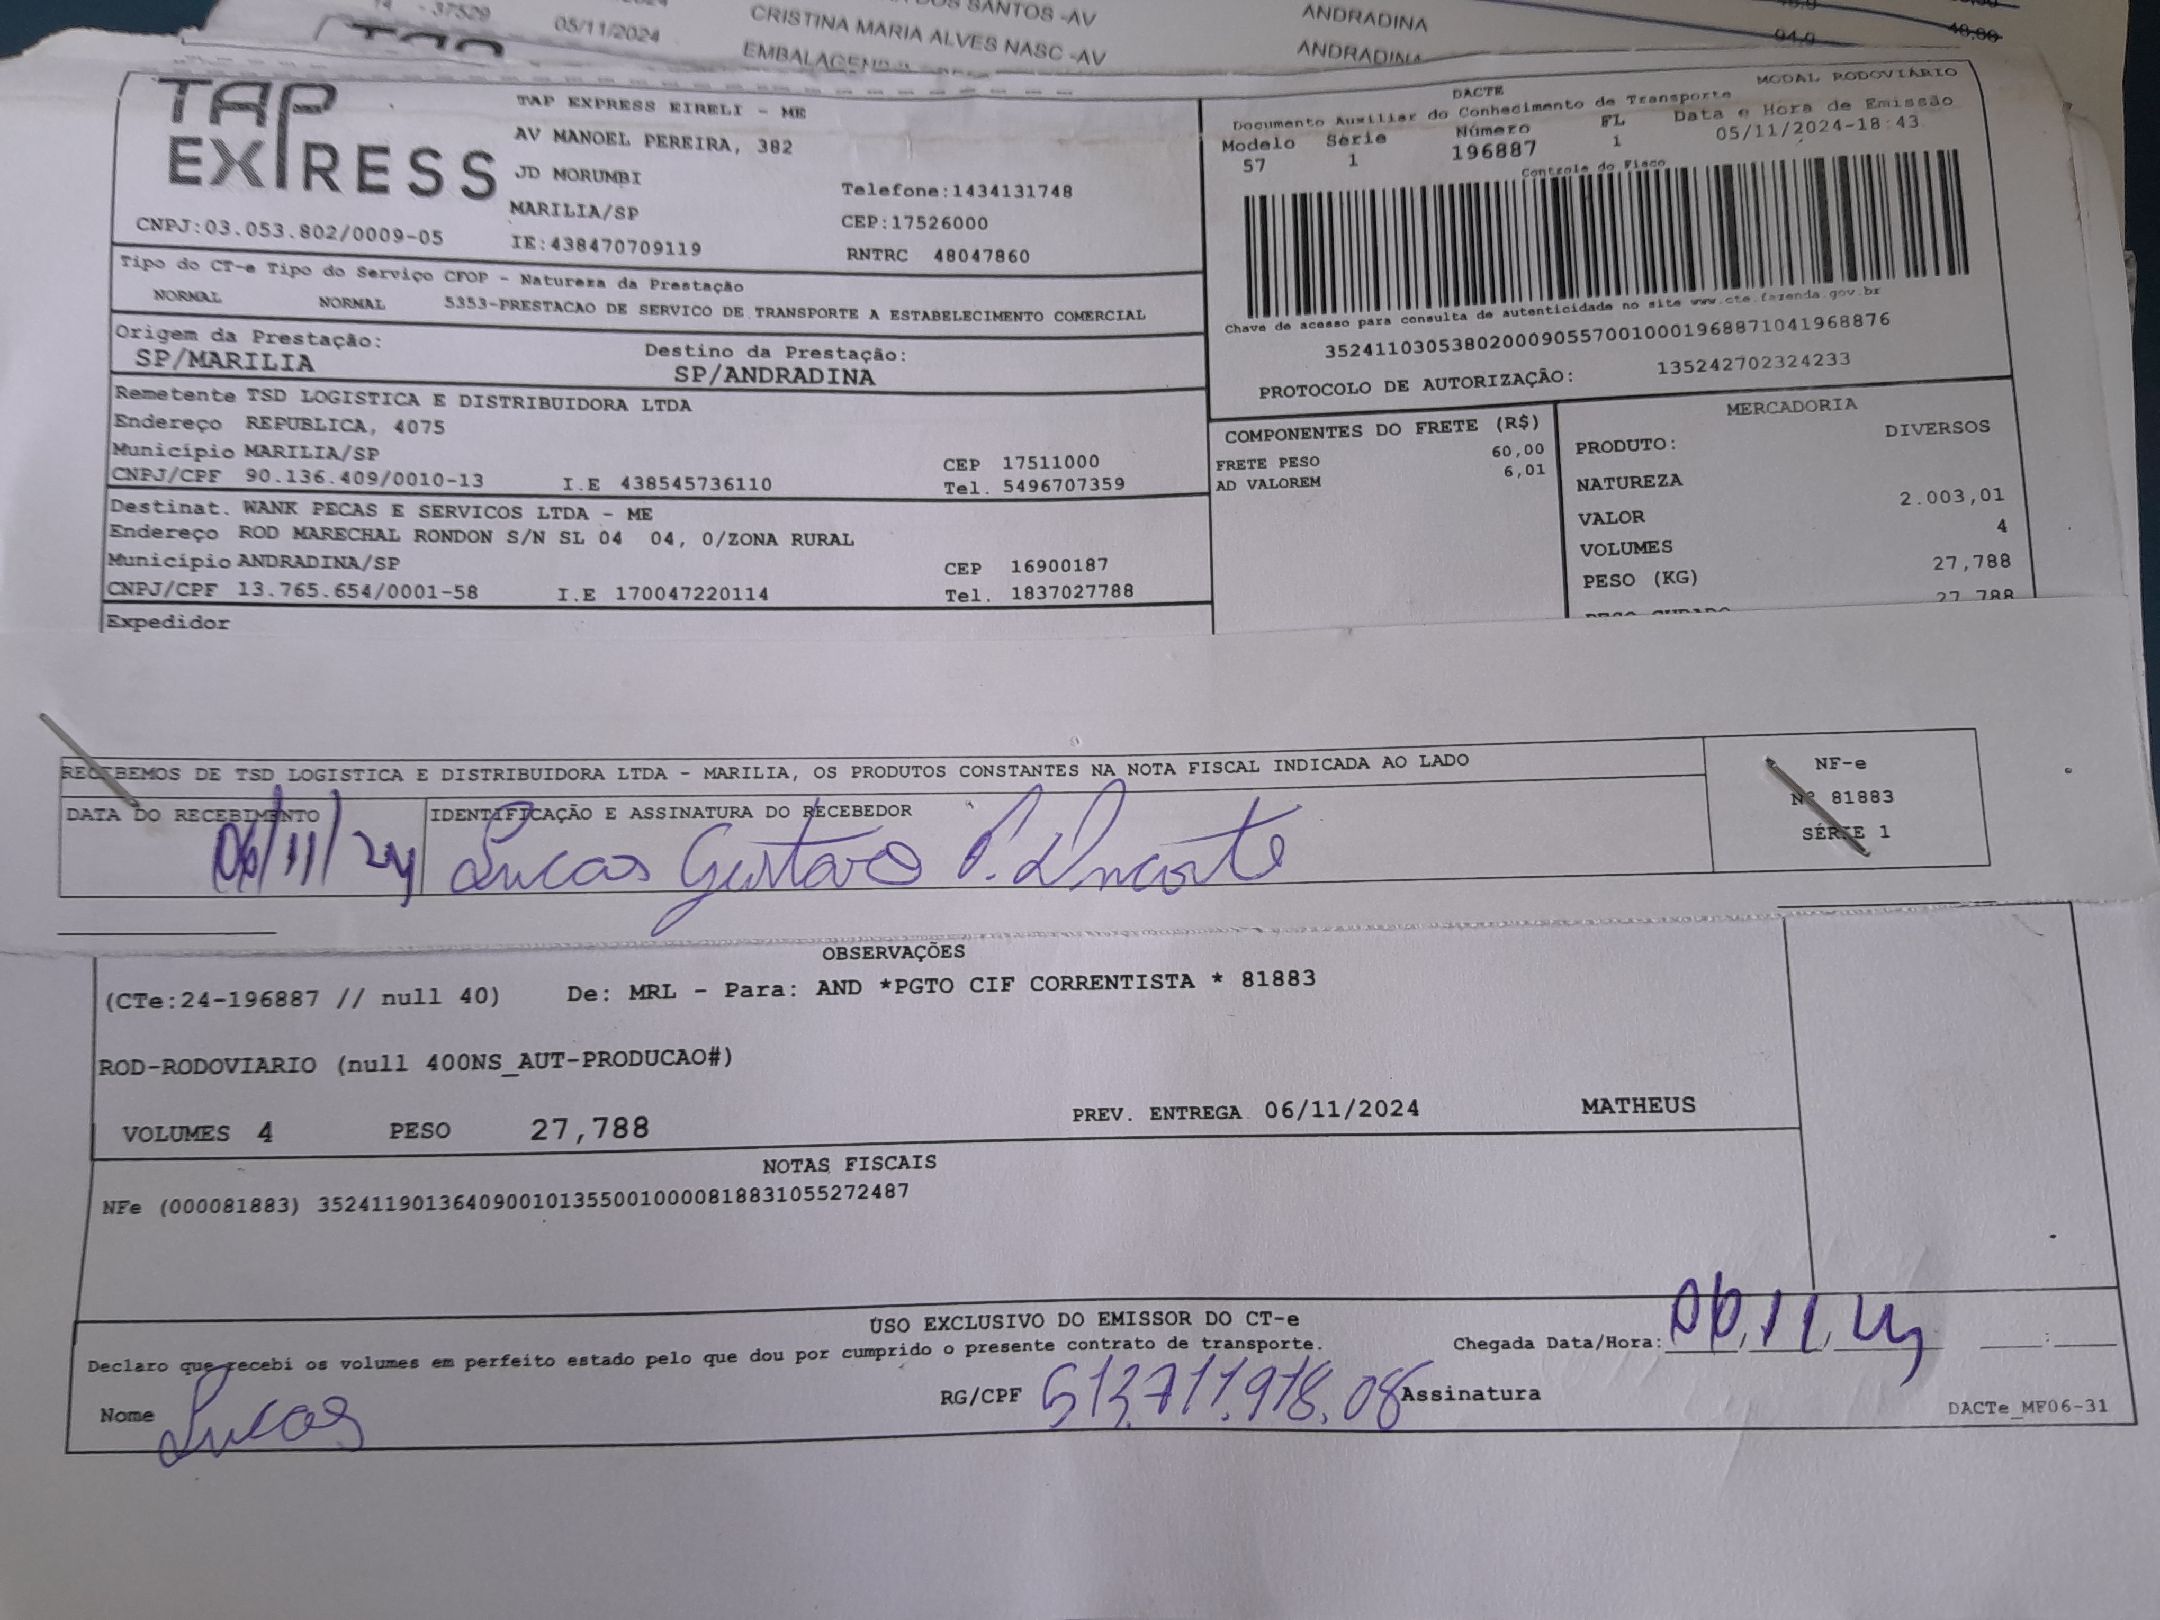 14 - 37529
05/11/2024
DOS SANTOS -AV
CRISTINA MARIA ALVES NASC -AV
ANDRADINA
ANDRADINA
94,0
40,00
TAP EXPRESS
TAP EXPRESS EIRELI - ME
AV MANOEL PEREIRA, 382
JD MORUMBI
MARILIA/SP
IE:438470709119
Telefone:1434131748
CEP:17526000
RNTRC 48047860
CNPJ:03.053.802/0009-05
DACTE
MODAL RODOVIÁRIO
Documento Auxiliar do Conhecimento de Transporte
Modelo Série Número FL Data e Hora de Emissão
57 1 196887 1 05/11/2024-18:43
Controle do Fisco
Chave de acesso para consulta de autenticidade no site www.cte.fazenda.gov.br
35241103053802000905570010001968871041968876
PROTOCOLO DE AUTORIZAÇÃO: 135242702324233
Tipo do CT-e Tipo do Serviço CFOP - Natureza da Prestação
NORMAL NORMAL 5353-PRESTACAO DE SERVICO DE TRANSPORTE A ESTABELECIMENTO COMERCIAL
Origem da Prestação:
SP/MARILIA
Destino da Prestação:
SP/ANDRADINA
Remetente TSD LOGISTICA E DISTRIBUIDORA LTDA
Endereço REPUBLICA, 4075
Município MARILIA/SP CEP 17511000
CNPJ/CPF 90.136.409/0010-13 I.E 438545736110 Tel. 5496707359
Destinat. WANK PECAS E SERVICOS LTDA - ME
Endereço ROD MARECHAL RONDON S/N SL 04 04, 0/ZONA RURAL
Município ANDRADINA/SP CEP 16900187
CNPJ/CPF 13.765.654/0001-58 I.E 170047220114 Tel. 1837027788
Expedidor
COMPONENTES DO FRETE (R$)
FRETE PESO 60,00
AD VALOREM 6,01
MERCADORIA
PRODUTO: DIVERSOS
NATUREZA
VALOR 2.003,01
VOLUMES 4
PESO (KG) 27,788
27,788
RECEBEMOS DE TSD LOGISTICA E DISTRIBUIDORA LTDA - MARILIA, OS PRODUTOS CONSTANTES NA NOTA FISCAL INDICADA AO LADO
DATA DO RECEBIMENTO
06/11/24
IDENTIFICAÇÃO E ASSINATURA DO RECEBEDOR
Lucas Gustavo P. Duarte
NF-e
Nº 81883
SÉRIE 1
OBSERVAÇÕES
(CTe:24-196887 // null 40) De: MRL - Para: AND *PGTO CIF CORRENTISTA * 81883
ROD-RODOVIARIO (null 400NS_AUT-PRODUCAO#)
VOLUMES 4 PESO 27,788 PREV. ENTREGA 06/11/2024 MATHEUS
NOTAS FISCAIS
NFe (000081883) 35241190136409001013550010000818831055272487
USO EXCLUSIVO DO EMISSOR DO CT-e
Declaro que recebi os volumes em perfeito estado pelo que dou por cumprido o presente contrato de transporte.
Chegada Data/Hora: 06/11/24 :
Nome Lucas
RG/CPF 513.711.918.08 Assinatura
DACTe_MF06-31